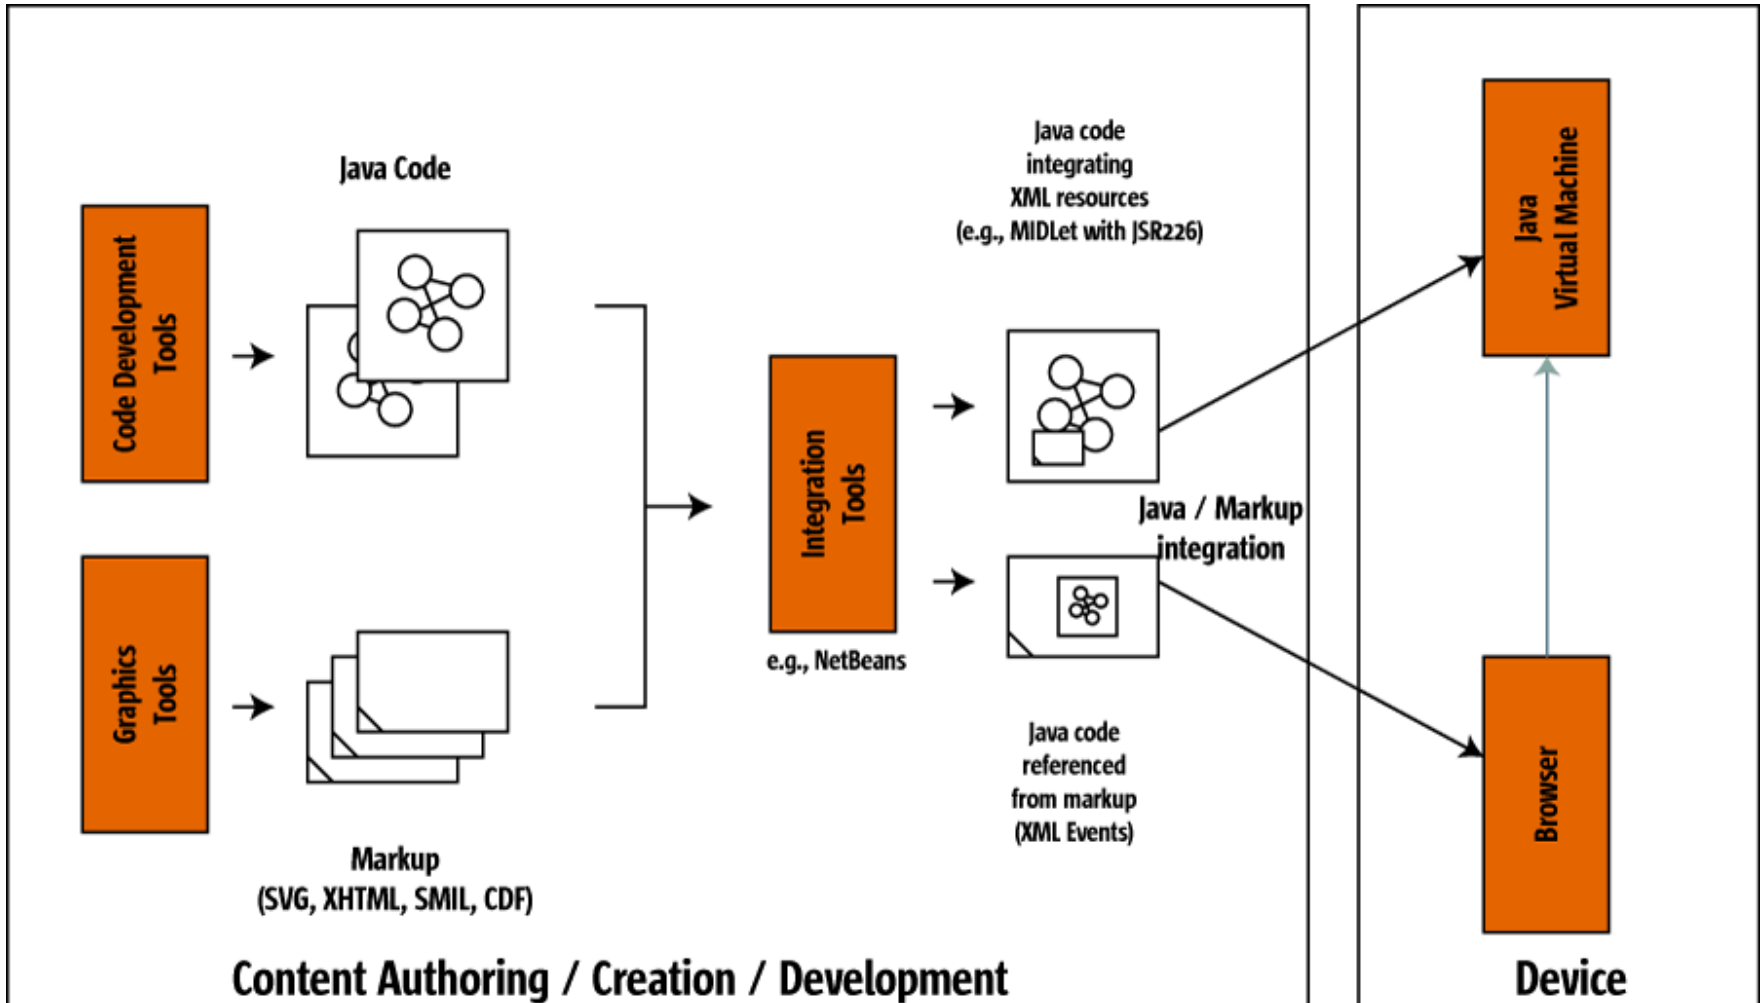 Java Code
Code Development
Tools
Graphics
Tools
Markup
(SVG, XHTML, SMIL, CDF)
Integration
Tools
e.g., NetBeans
Java code
integrating
XML resources
(e.g., MIDLet with JSR226)
Java / Markup
integration
Java code
referenced
from markup
(XML Events)
Content Authoring / Creation / Development
Java
Virtual Machine
Browser
Device